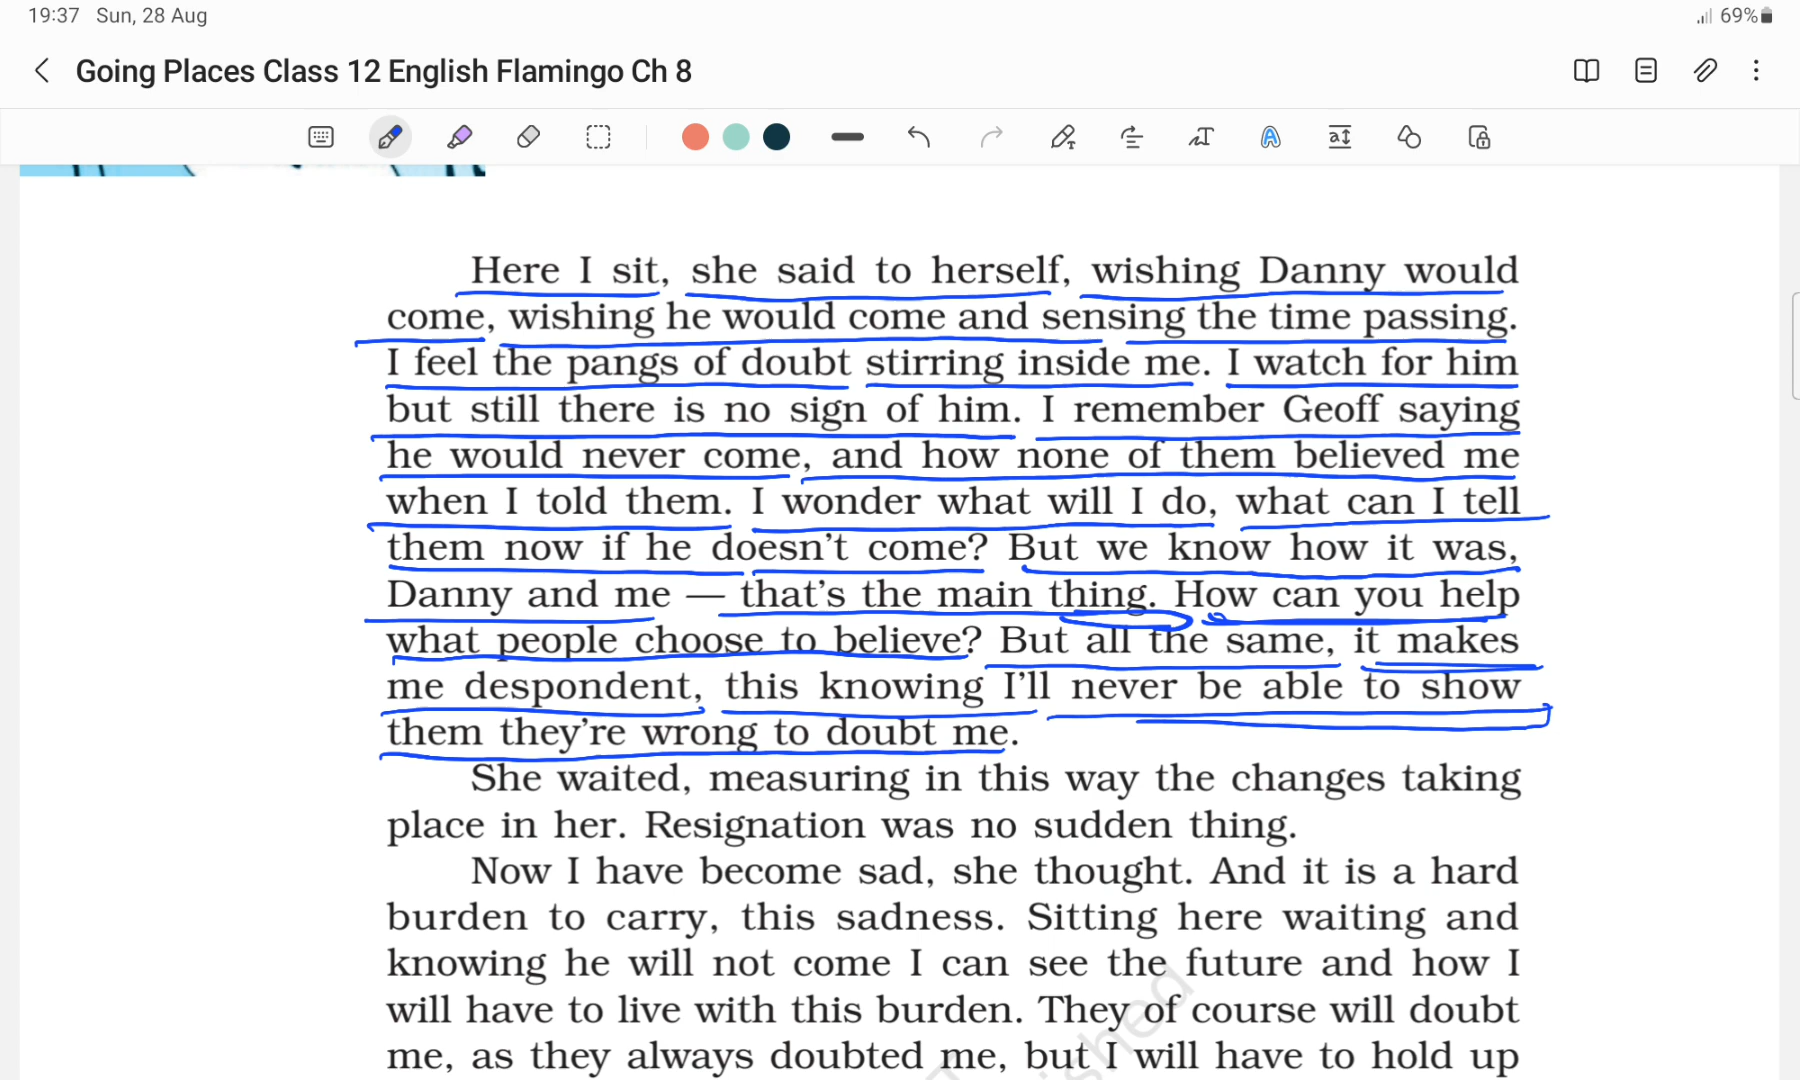 19:37 Sun, 28 Aug
69%
Going Places Class 12 English Flamingo Ch 8
Here I sit, she said to herself, wishing Danny would
come, wishing he would come and sensing the time passing.
I feel the pangs of doubt stirring inside me. I watch for him
but still there is no sign of him. I remember Geoff saying
he would never come, and how none of them believed me
when I told them. I wonder what will I do, what can I tell
them now if he doesn't come? But we know how it was,
Danny and me — that's the main thing. How can you help
what people choose to believe? But all the same, it makes
me despondent, this knowing I'll never be able to show
them they're wrong to doubt me.
She waited, measuring in this way the changes taking
place in her. Resignation was no sudden thing.
Now I have become sad, she thought. And it is a hard
burden to carry, this sadness. Sitting here waiting and
knowing he will not come I can see the future and how I
will have to live with this burden. They of course will doubt
me, as they always doubted me, but I will have to hold up